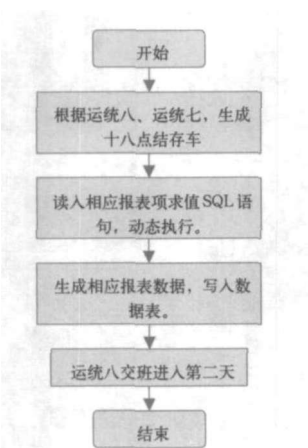 开始
根据运统八、运统七，生成
十八点结存车
读入相应报表项求值SQL语
句，动态执行。
生成相应报表数据，写入数
据表。
运统八交班进入第二天
结束